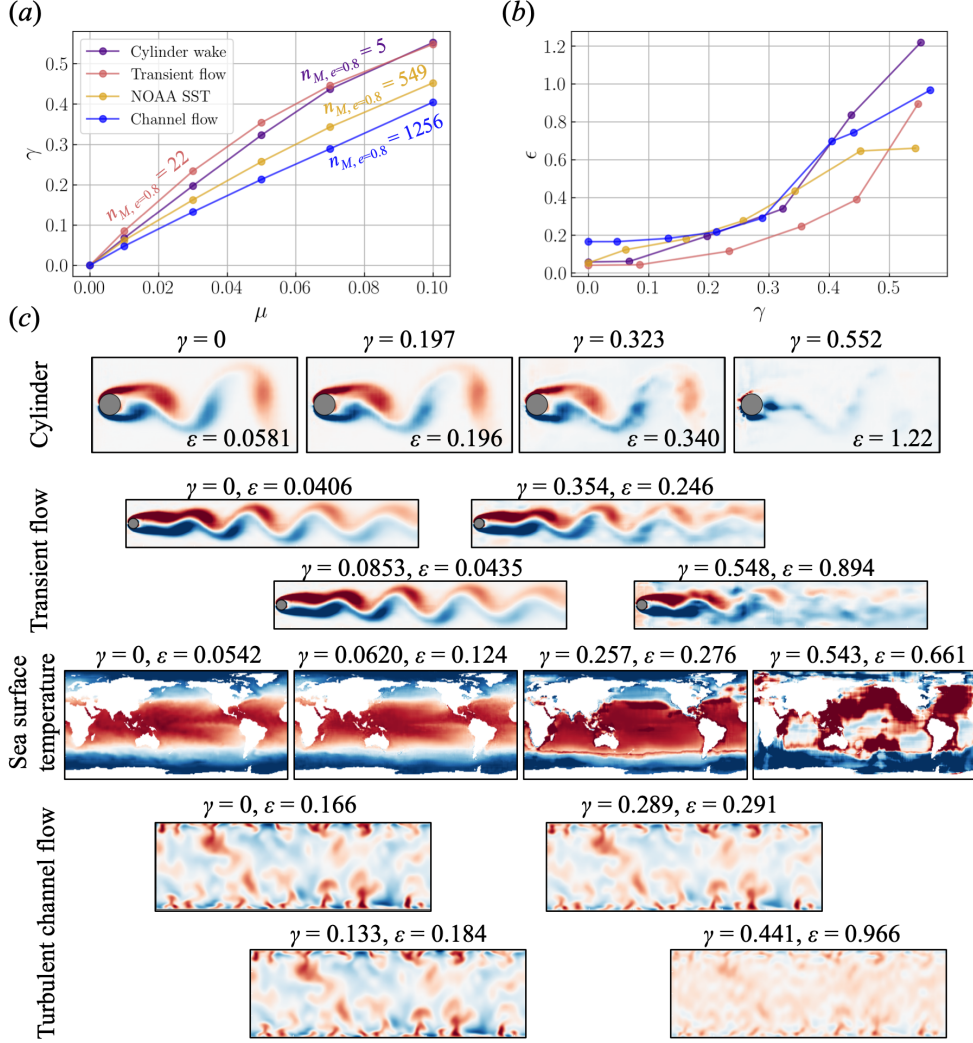 (a)
0.5
0.4
0.3
0.2
0.1
0.0
γ
Cylinder wake
Transient flow
NOAA SST
Channel flow
n_{M, e=0.8} = 5
n_{M, e=0.8} = 549
n_{M, e=0.8} = 1256
n_{M, e=0.8} = 22
0.00 0.02 0.04 0.06 0.08 0.10
μ
(b)
1.2
1.0
0.8
0.6
0.4
0.2
0.0
ϵ
0.0 0.1 0.2 0.3 0.4 0.5
γ
(c)
Cylinder
γ = 0 γ = 0.197 γ = 0.323 γ = 0.552
ε = 0.0581 ε = 0.196 ε = 0.340 ε = 1.22
Transient flow
γ = 0, ε = 0.0406 γ = 0.354, ε = 0.246
γ = 0.0853, ε = 0.0435 γ = 0.548, ε = 0.894
Sea surface
temperature
γ = 0, ε = 0.0542 γ = 0.0620, ε = 0.124 γ = 0.257, ε = 0.276 γ = 0.543, ε = 0.661
Turbulent channel flow
γ = 0, ε = 0.166 γ = 0.289, ε = 0.291
γ = 0.133, ε = 0.184 γ = 0.441, ε = 0.966